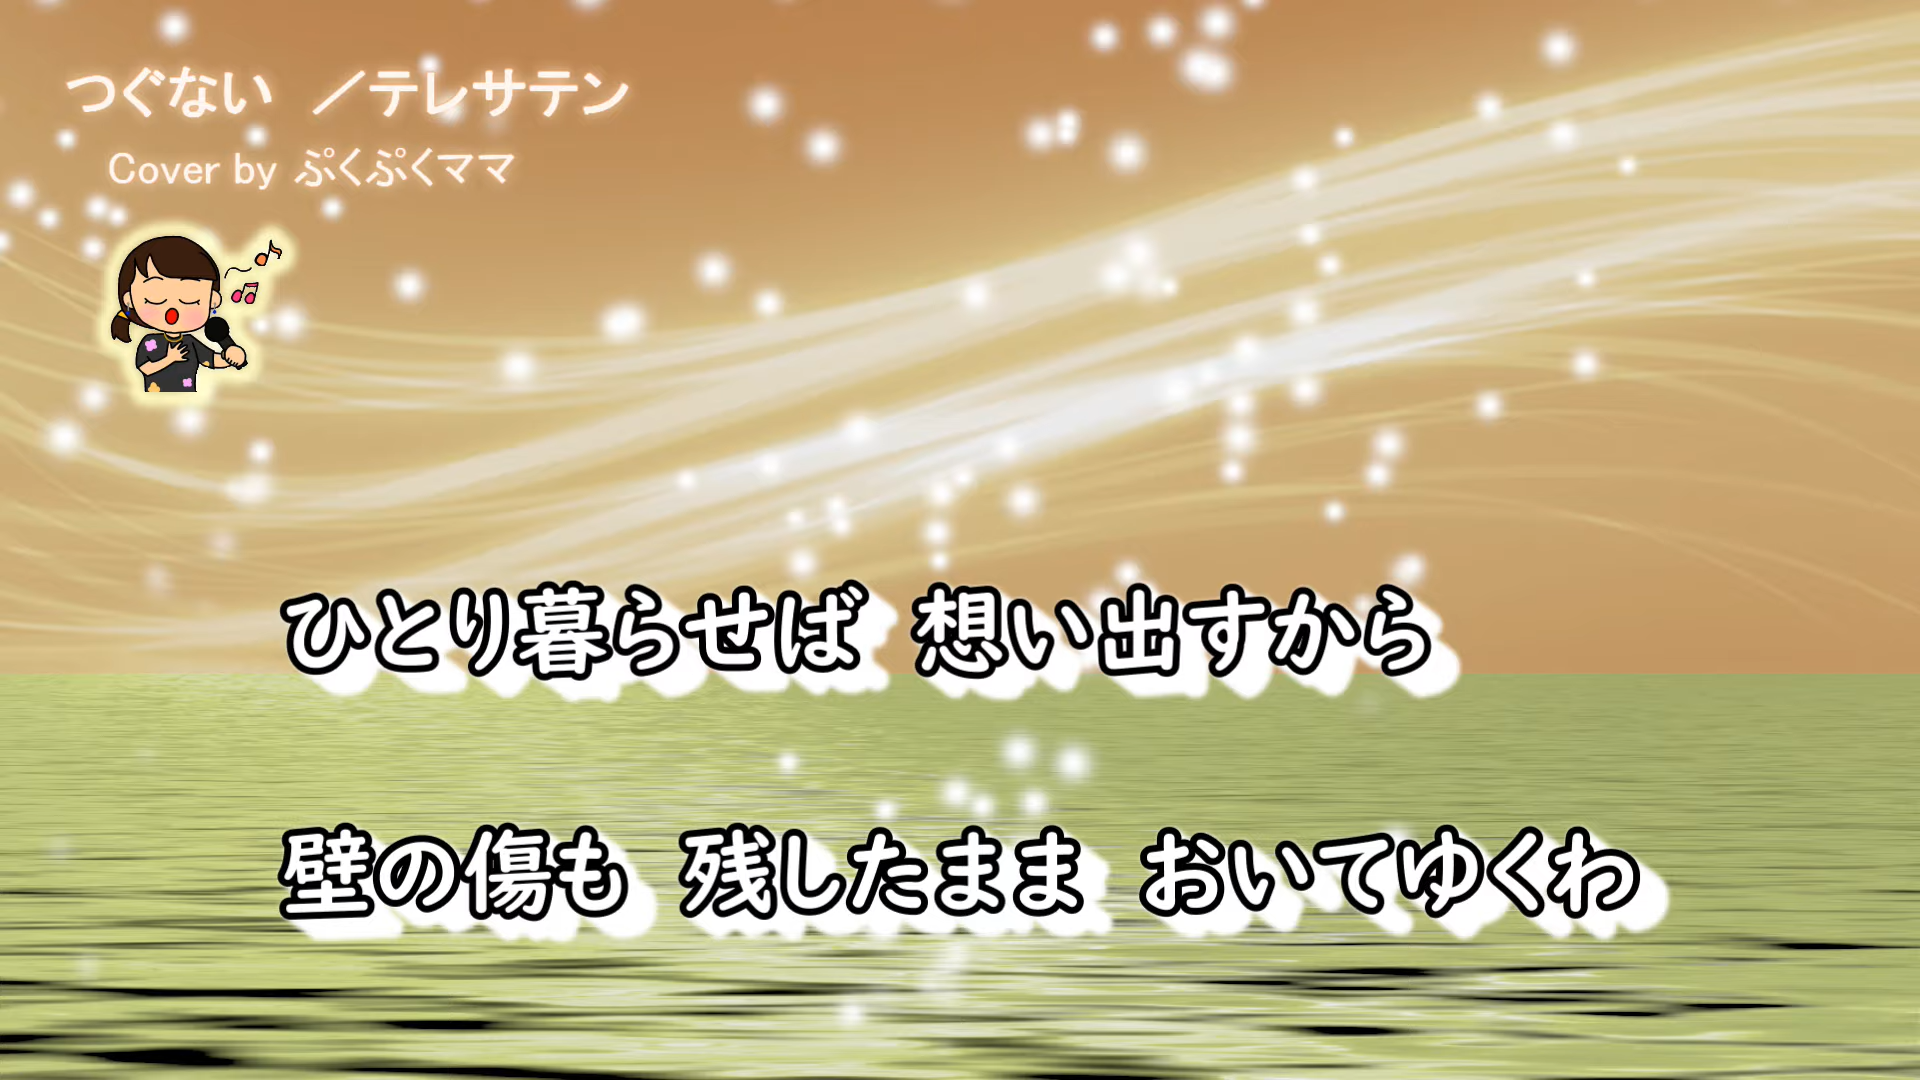 つぐない　／テレサテン
Cover by ぷくぷくママ
ひとり暮らせば　想い出すから
壁の傷も　残したまま　おいてゆくわ